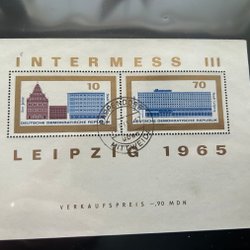 INTERMESS III
10
70
DEUTSCHE DEMOKRATISCHE REPUBLIK
DEUTSCHE DEMOKRATISCHE REPUBLIK
LEIPZIG 1965
VERKAUFSPREIS -,90 MDN